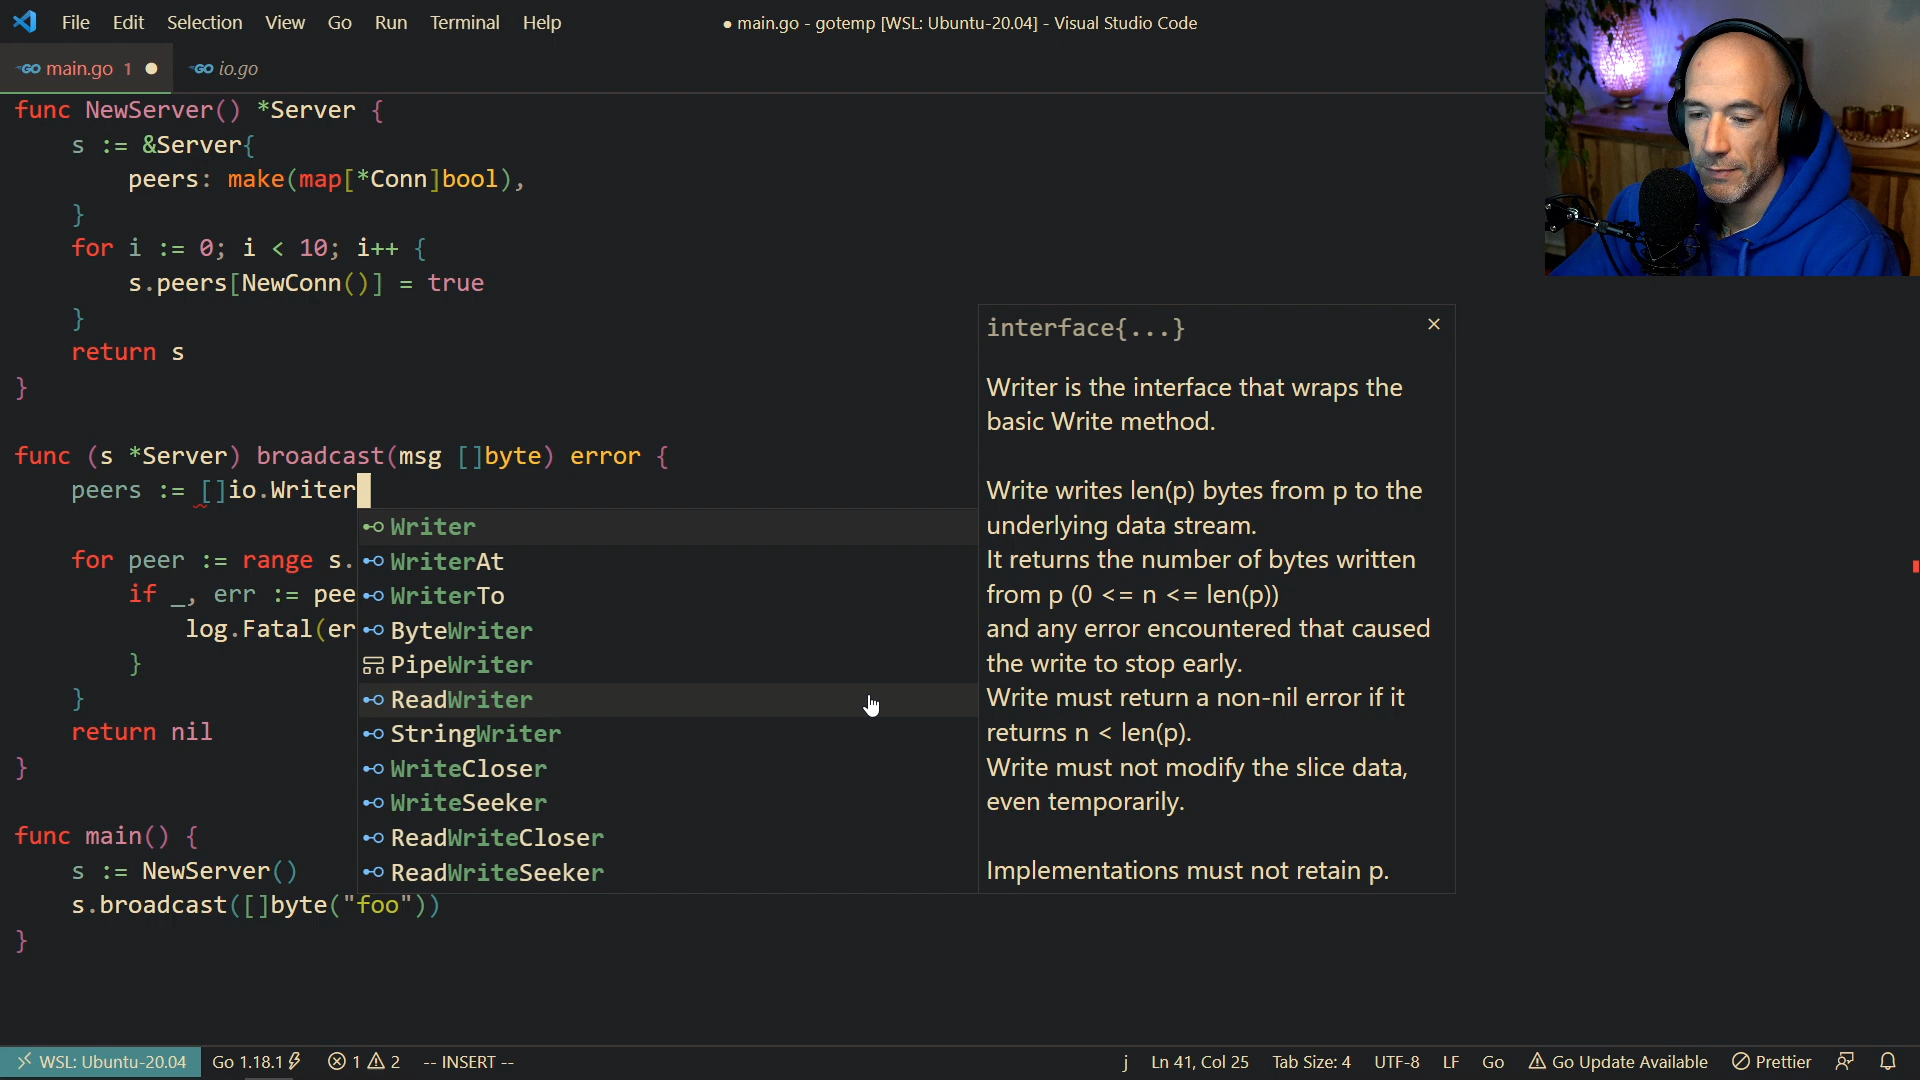 File Edit Selection View Go Run Terminal Help
● main.go - gotemp [WSL: Ubuntu-20.04] - Visual Studio Code
GO main.go 1 ●
GO io.go
func NewServer() *Server {
s := &Server{
peers: make(map[*Conn]bool),
}
for i := 0; i < 10; i++ {
s.peers[NewConn()] = true
}
return s
}
func (s *Server) broadcast(msg []byte) error {
peers := []io.Writer
for peer := range s.
if _, err := pee
log.Fatal(er
}
}
return nil
}
func main() {
s := NewServer()
s.broadcast([]byte("foo"))
}
Writer
WriterAt
WriterTo
ByteWriter
PipeWriter
ReadWriter
StringWriter
WriteCloser
WriteSeeker
ReadWriteCloser
ReadWriteSeeker
interface{...} ×
Writer is the interface that wraps the
basic Write method.
Write writes len(p) bytes from p to the
underlying data stream.
It returns the number of bytes written
from p (0 <= n <= len(p))
and any error encountered that caused
the write to stop early.
Write must return a non-nil error if it
returns n < len(p).
Write must not modify the slice data,
even temporarily.
Implementations must not retain p.
WSL: Ubuntu-20.04 Go 1.18.1 1 2 -- INSERT -- j Ln 41, Col 25 Tab Size: 4 UTF-8 LF Go Go Update Available Prettier